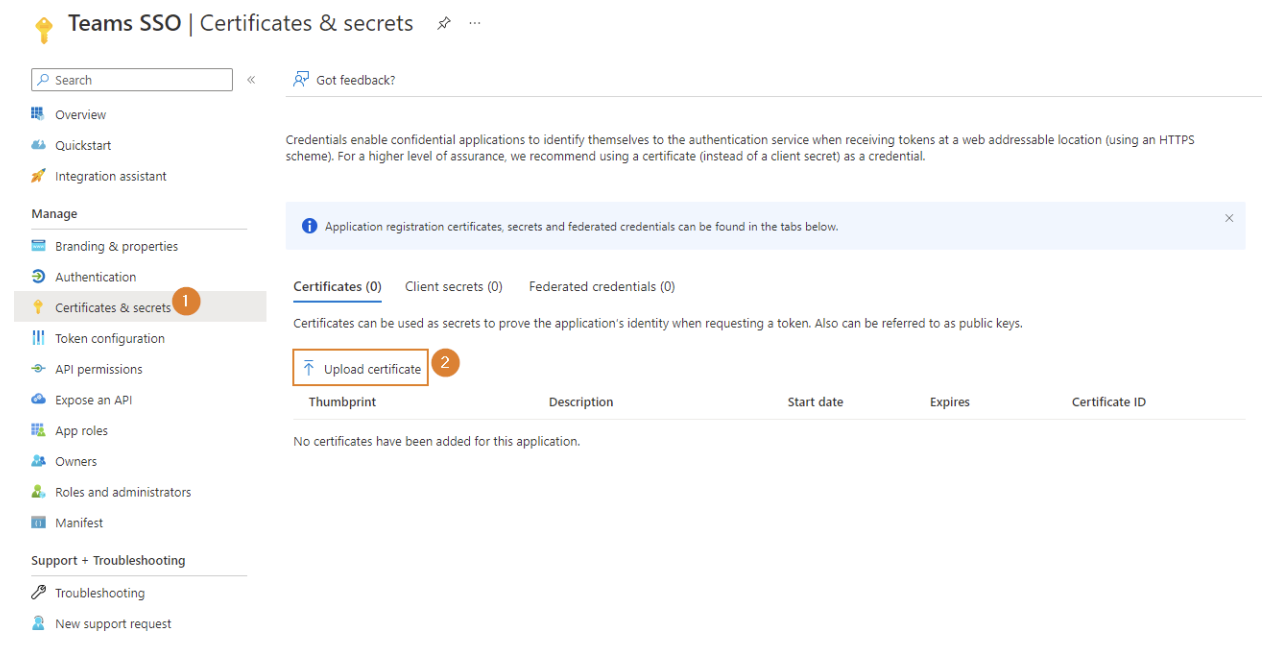 Teams SSO | Certificates & secrets
Search
Got feedback?
Overview
Quickstart
Integration assistant
Manage
Branding & properties
Authentication
Certificates & secrets
1
Token configuration
API permissions
Expose an API
App roles
Owners
Roles and administrators
Manifest
Support + Troubleshooting
Troubleshooting
New support request
Credentials enable confidential applications to identify themselves to the authentication service when receiving tokens at a web addressable location (using an HTTPS
scheme). For a higher level of assurance, we recommend using a certificate (instead of a client secret) as a credential.
Application registration certificates, secrets and federated credentials can be found in the tabs below.
Certificates (0) Client secrets (0) Federated credentials (0)
Certificates can be used as secrets to prove the application's identity when requesting a token. Also can be referred to as public keys.
Upload certificate
2
Thumbprint Description Start date Expires Certificate ID
No certificates have been added for this application.